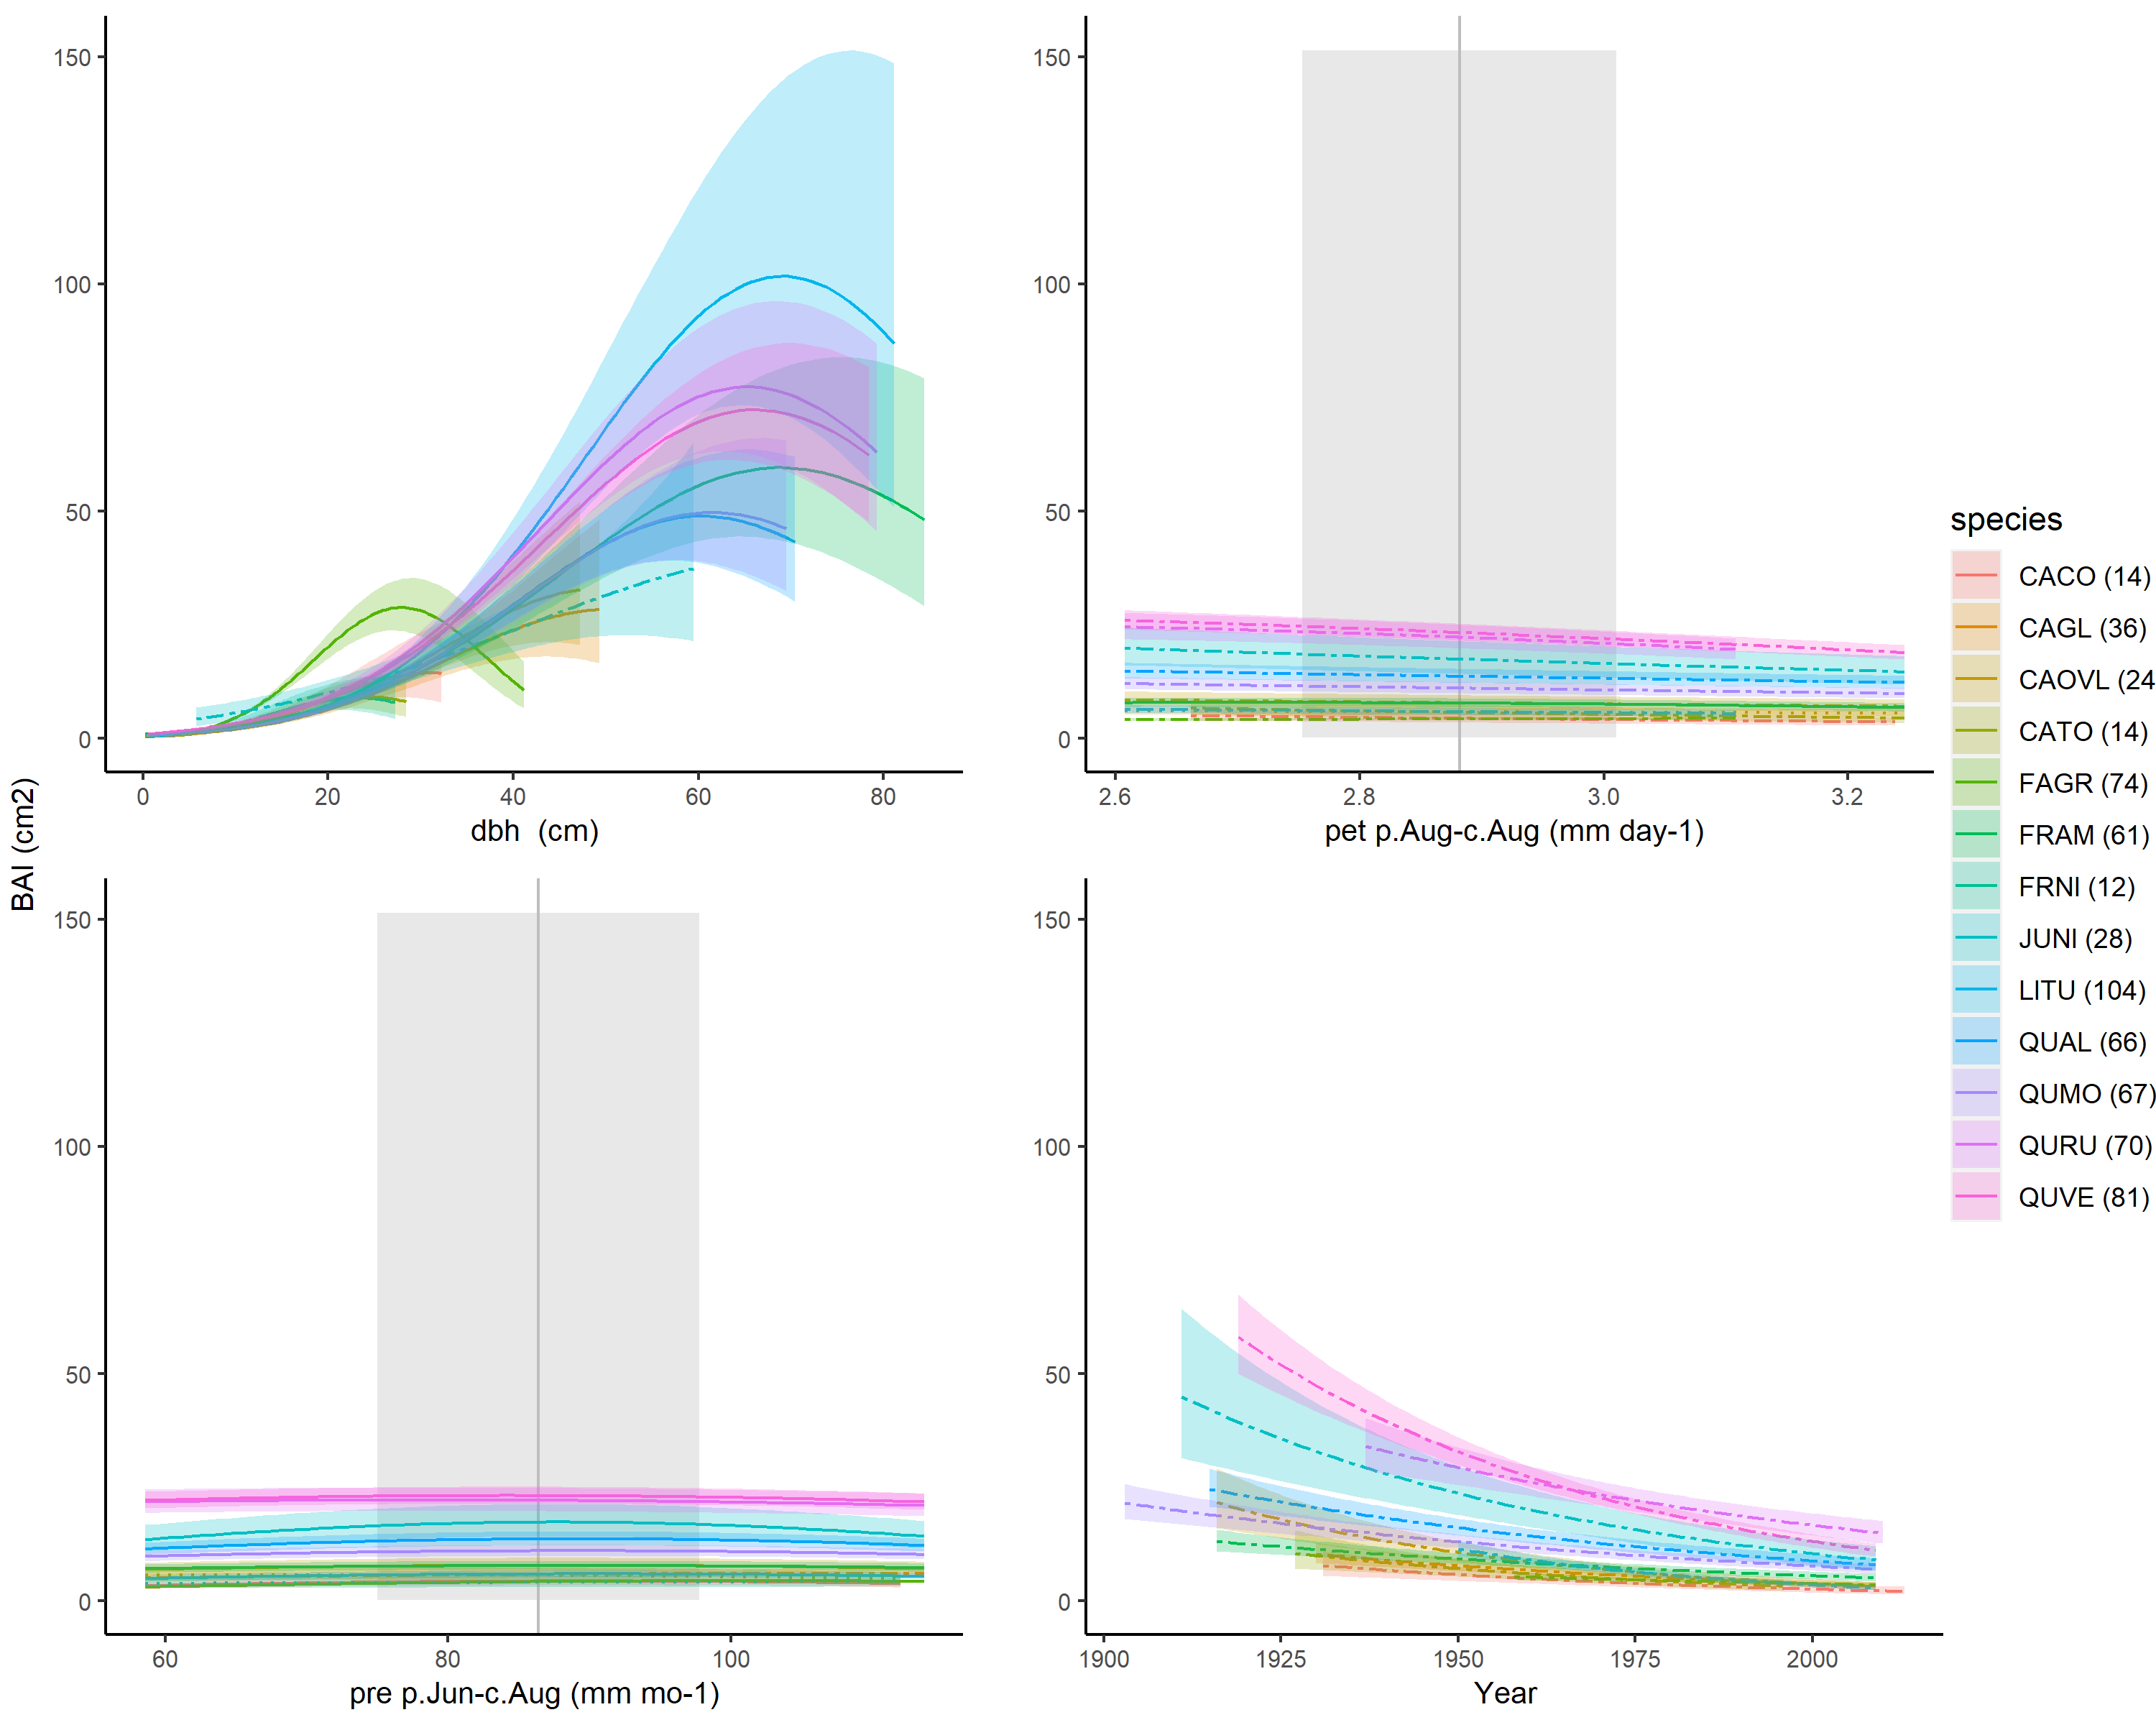 BAI (cm2)
150
100
50
0
0 20 40 60 80
dbh (cm)
150
100
50
0
2.6 2.8 3.0 3.2
pet p.Aug-c.Aug (mm day-1)
150
100
50
0
60 80 100
pre p.Jun-c.Aug (mm mo-1)
150
100
50
0
1900 1925 1950 1975 2000
Year
species
CACO (14)
CAGL (36)
CAOVL (24
CATO (14)
FAGR (74)
FRAM (61)
FRNI (12)
JUNI (28)
LITU (104)
QUAL (66)
QUMO (67)
QURU (70)
QUVE (81)